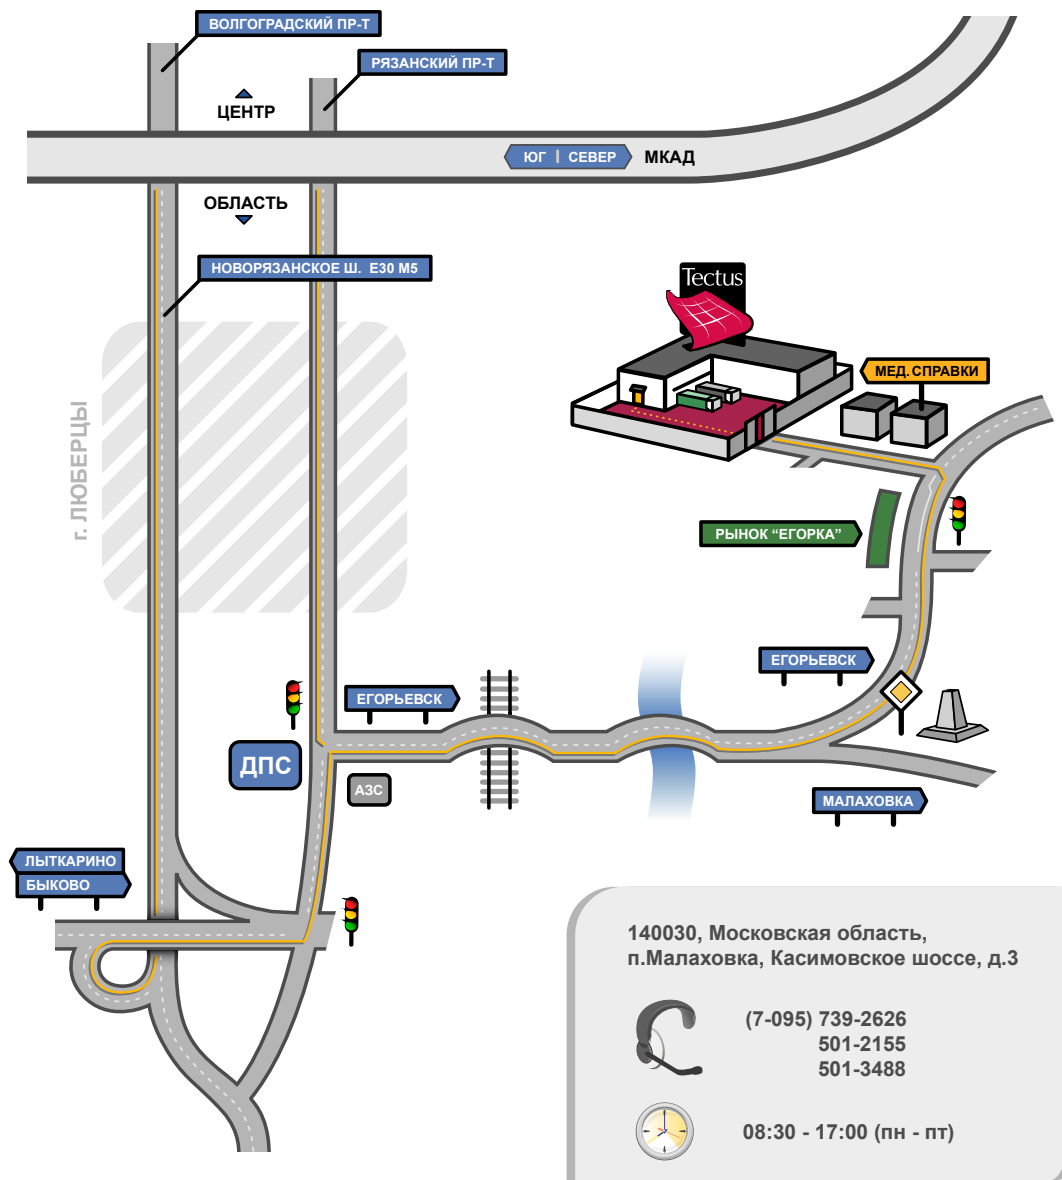 ВОЛГОГРАДСКИЙ ПР-Т
РЯЗАНСКИЙ ПР-Т
ЦЕНТР
ЮГ | СЕВЕР
МКАД
ОБЛАСТЬ
НОВОРЯЗАНСКОЕ Ш. E30 M5
Tectus
МЕД. СПРАВКИ
г. ЛЮБЕРЦЫ
РЫНОК “ЕГОРКА”
ЕГОРЬЕВСК
ЕГОРЬЕВСК
ДПС
АЗС
МАЛАХОВКА
ЛЫТКАРИНО
БЫКОВО
140030, Московская область,
п.Малаховка, Касимовское шоссе, д.3
(7-095) 739-2626
501-2155
501-3488
08:30 - 17:00 (пн - пт)